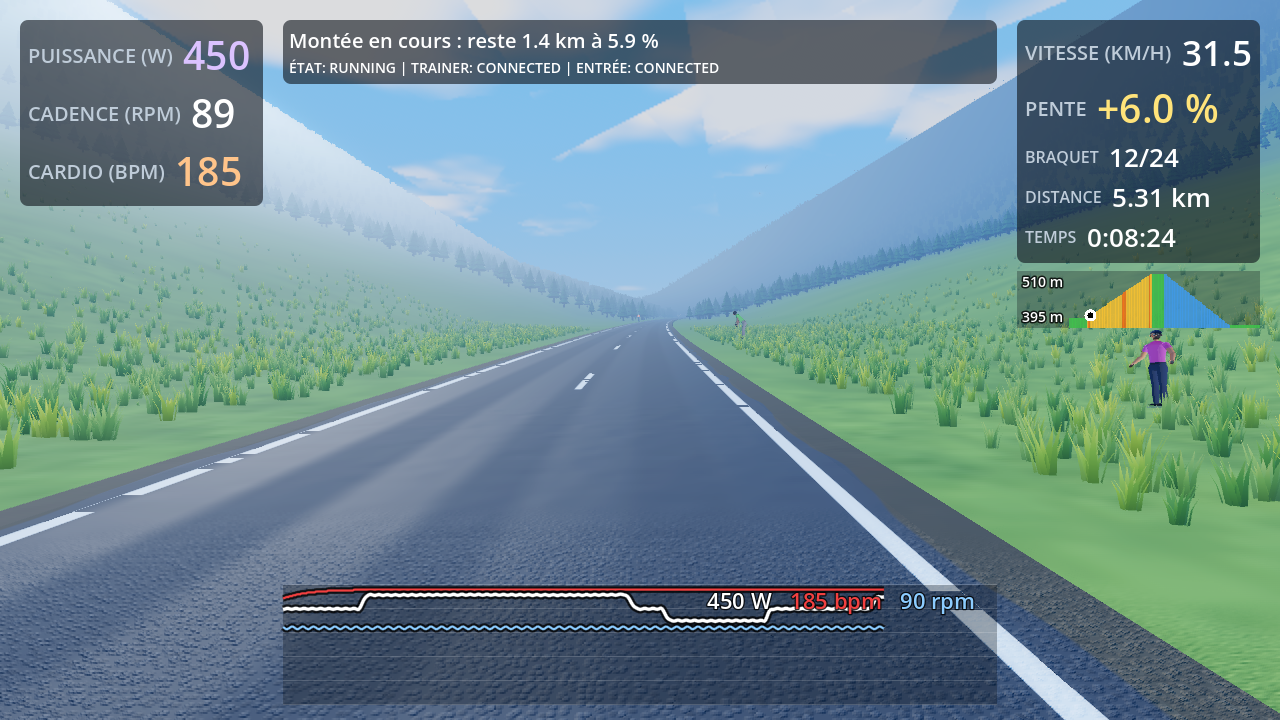 PUISSANCE (W) 450
CADENCE (RPM) 89
CARDIO (BPM) 185
Montée en cours : reste 1.4 km à 5.9 %
ÉTAT: RUNNING | TRAINER: CONNECTED | ENTRÉE: CONNECTED
VITESSE (KM/H) 31.5
PENTE +6.0 %
BRAQUET 12/24
DISTANCE 5.31 km
TEMPS 0:08:24
510 m
395 m
450 W 185 bpm 90 rpm